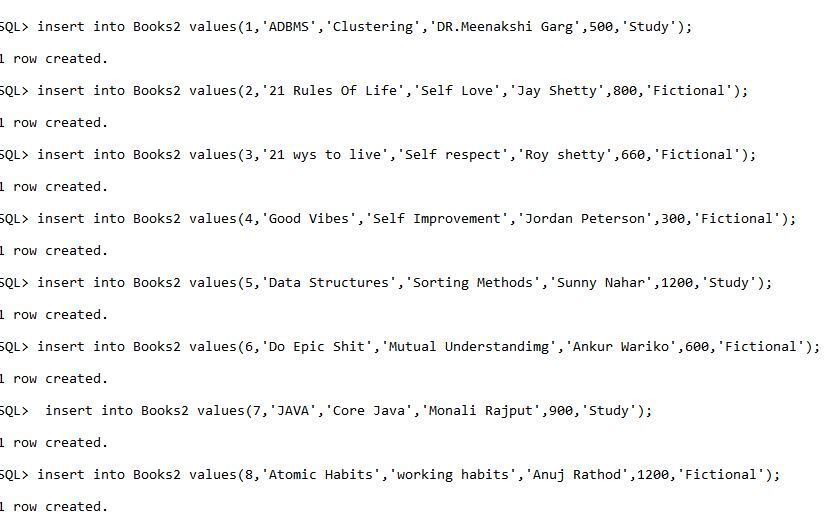 SQL> insert into Books2 values(1,'ADBMS','Clustering','DR.Meenakshi Garg',500,'Study');
1 row created.
SQL> insert into Books2 values(2,'21 Rules Of Life','Self Love','Jay Shetty',800,'Fictional');
1 row created.
SQL> insert into Books2 values(3,'21 wys to live','Self respect','Roy shetty',660,'Fictional');
1 row created.
SQL> insert into Books2 values(4,'Good Vibes','Self Improvement','Jordan Peterson',300,'Fictional');
1 row created.
SQL> insert into Books2 values(5,'Data Structures','Sorting Methods','Sunny Nahar',1200,'Study');
1 row created.
SQL> insert into Books2 values(6,'Do Epic Shit','Mutual Understandimg','Ankur Wariko',600,'Fictional');
1 row created.
SQL>  insert into Books2 values(7,'JAVA','Core Java','Monali Rajput',900,'Study');
1 row created.
SQL> insert into Books2 values(8,'Atomic Habits','working habits','Anuj Rathod',1200,'Fictional');
1 row created.